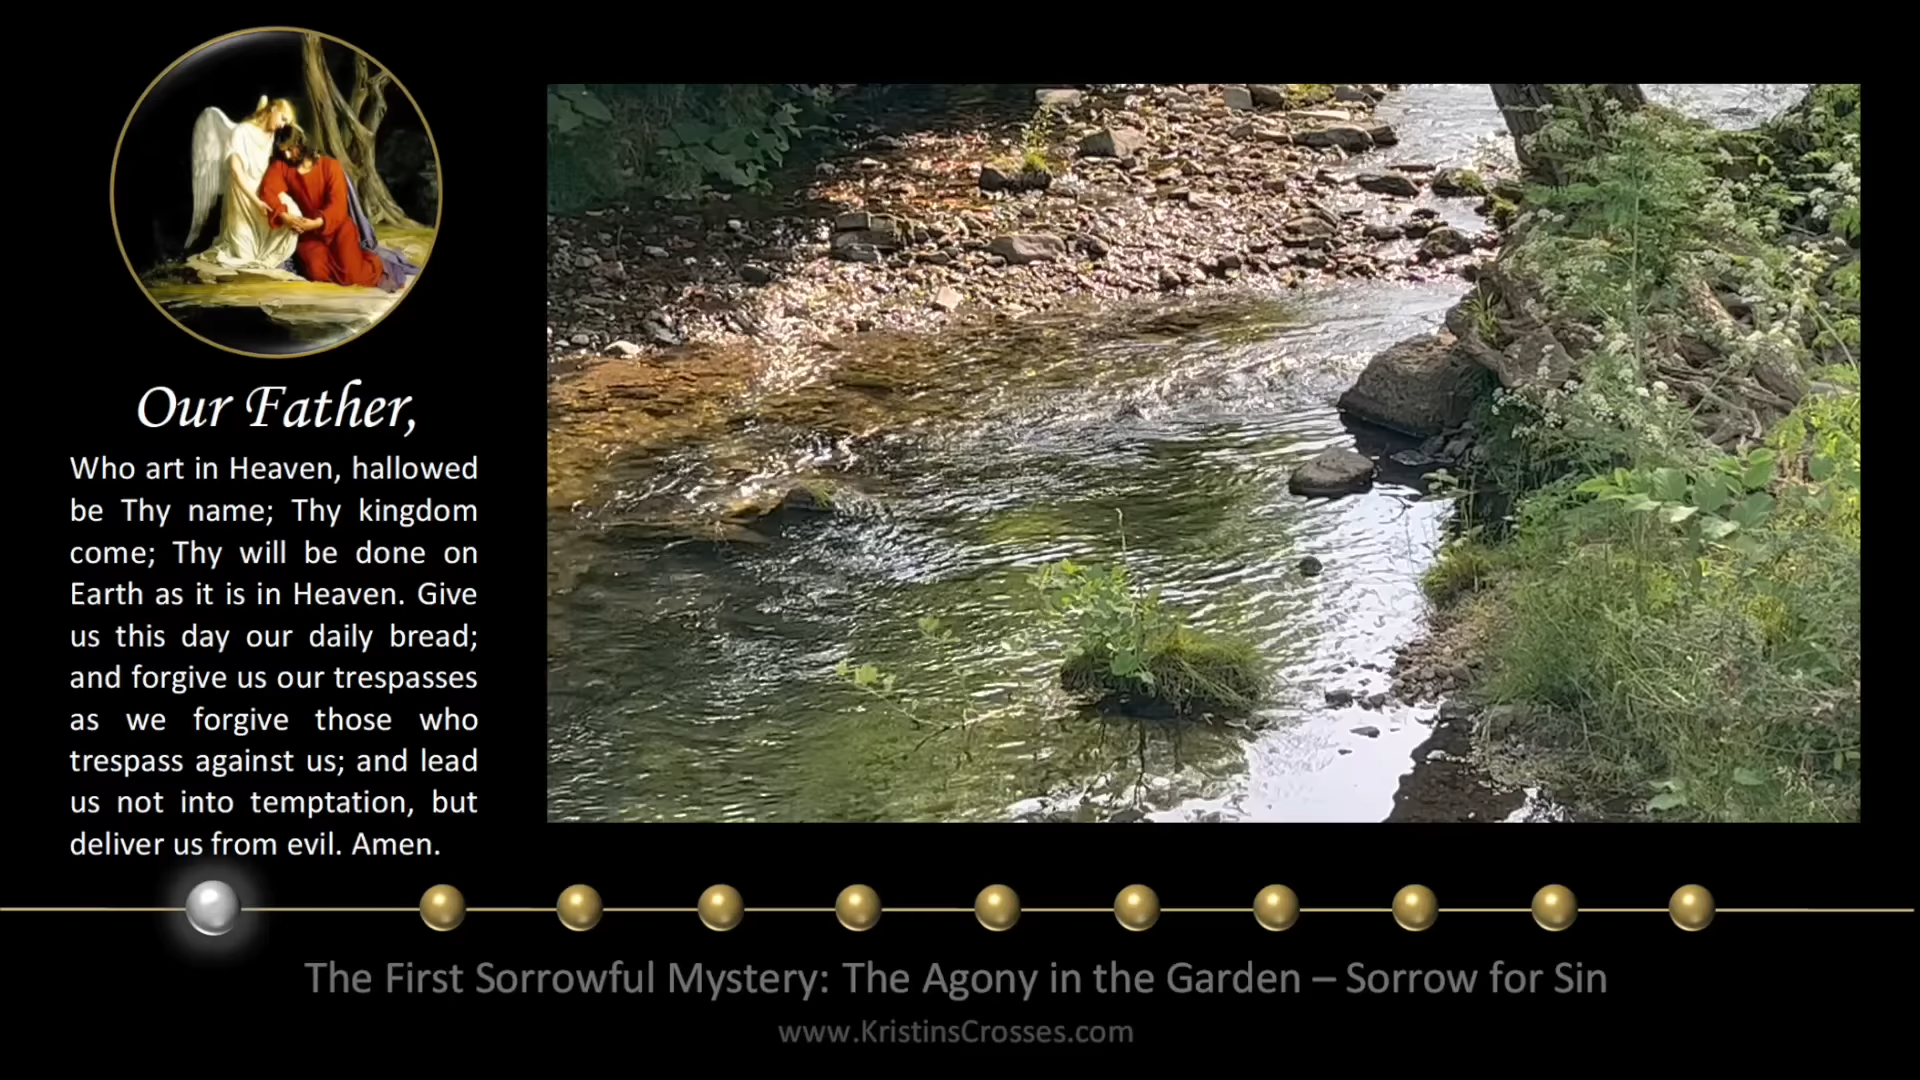 Our Father,
Who art in Heaven, hallowed
be Thy name; Thy kingdom
come; Thy will be done on
Earth as it is in Heaven. Give
us this day our daily bread;
and forgive us our trespasses
as we forgive those who
trespass against us; and lead
us not into temptation, but
deliver us from evil. Amen.
The First Sorrowful Mystery: The Agony in the Garden – Sorrow for Sin
www.KristinsCrosses.com